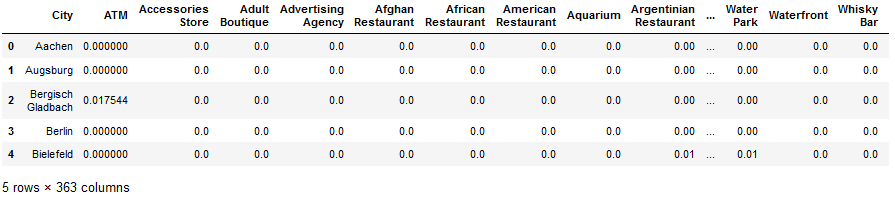 City ATM Accessories Store Adult Boutique Advertising Agency Afghan Restaurant African Restaurant American Restaurant Aquarium Argentinian Restaurant ... Water Park Waterfront Whisky Bar
0 Aachen 0.000000 0.0 0.0 0.0 0.0 0.0 0.0 0.0 0.00 ... 0.00 0.0 0.0
1 Augsburg 0.000000 0.0 0.0 0.0 0.0 0.0 0.0 0.0 0.00 ... 0.00 0.0 0.0
2 Bergisch Gladbach 0.017544 0.0 0.0 0.0 0.0 0.0 0.0 0.0 0.00 ... 0.00 0.0 0.0
3 Berlin 0.000000 0.0 0.0 0.0 0.0 0.0 0.0 0.0 0.00 ... 0.00 0.0 0.0
4 Bielefeld 0.000000 0.0 0.0 0.0 0.0 0.0 0.0 0.0 0.01 ... 0.01 0.0 0.0
5 rows × 363 columns